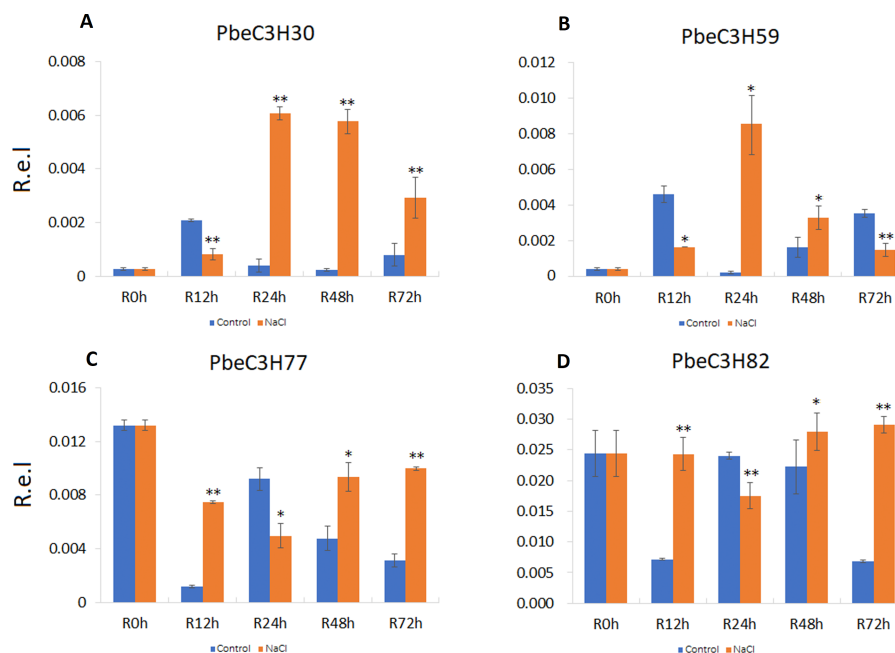 A
PbeC3H30
0.008
0.006
R.e.l
0.004
0.002
0
** ** ** **
R0h R12h R24h R48h R72h
Control NaCl
B
PbeC3H59
0.012
0.010
0.008
0.006
0.004
0.002
0
* * * **
R0h R12h R24h R48h R72h
Control NaCl
C
PbeC3H77
0.016
0.012
R.e.l
0.008
0.004
0
** * * **
R0h R12h R24h R48h R72h
Control NaCl
D
PbeC3H82
0.035
0.030
0.025
0.020
0.015
0.010
0.005
0.000
** ** * **
R0h R12h R24h R48h R72h
Control NaCl